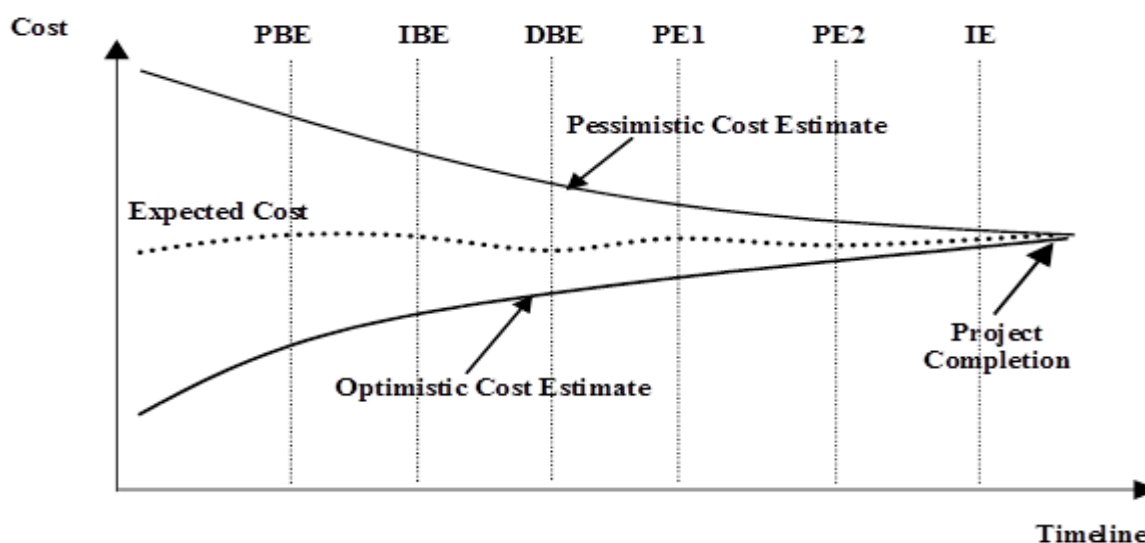 Cost
PBE IBE DBE PE1 PE2 IE
Pessimistic Cost Estimate
Expected Cost
Project
Completion
Optimistic Cost Estimate
Timeline